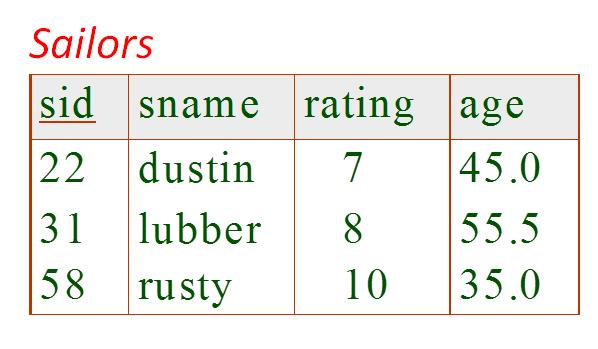 Sailors
sid sname rating age
22 dustin 7 45.0
31 lubber 8 55.5
58 rusty 10 35.0